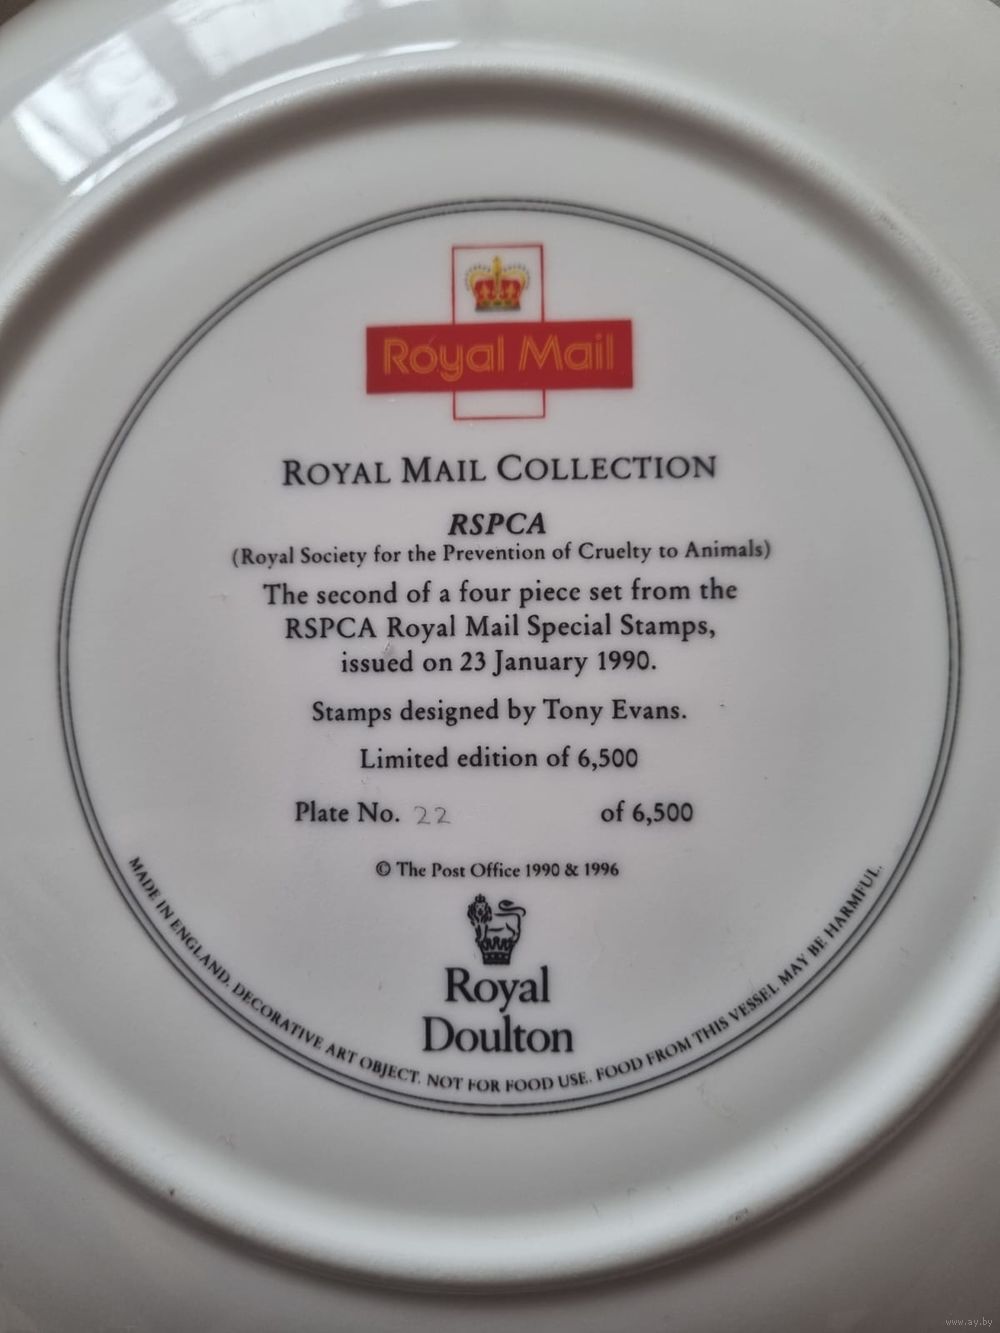 Royal Mail
ROYAL MAIL COLLECTION
RSPCA
(Royal Society for the Prevention of Cruelty to Animals)
The second of a four piece set from the
RSPCA Royal Mail Special Stamps,
issued on 23 January 1990.
Stamps designed by Tony Evans.
Limited edition of 6,500
Plate No. 22 of 6,500
© The Post Office 1990 & 1996
Royal
Doulton
MADE IN ENGLAND. DECORATIVE ART OBJECT. NOT FOR FOOD USE. FOOD FROM THIS VESSEL MAY BE HARMFUL.
www.ay.by